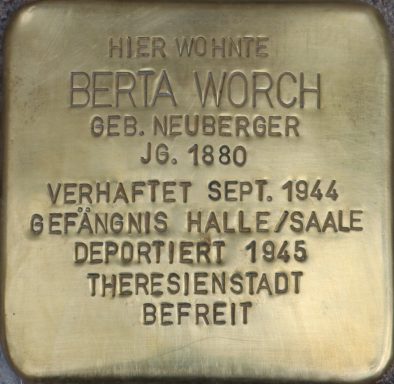 HIER WOHNTE
BERTA WORCH
GEB. NEUBERGER
JG. 1880
VERHAFTET SEPT. 1944
GEFÄNGNIS HALLE/SAALE
DEPORTIERT 1945
THERESIENSTADT
BEFREIT